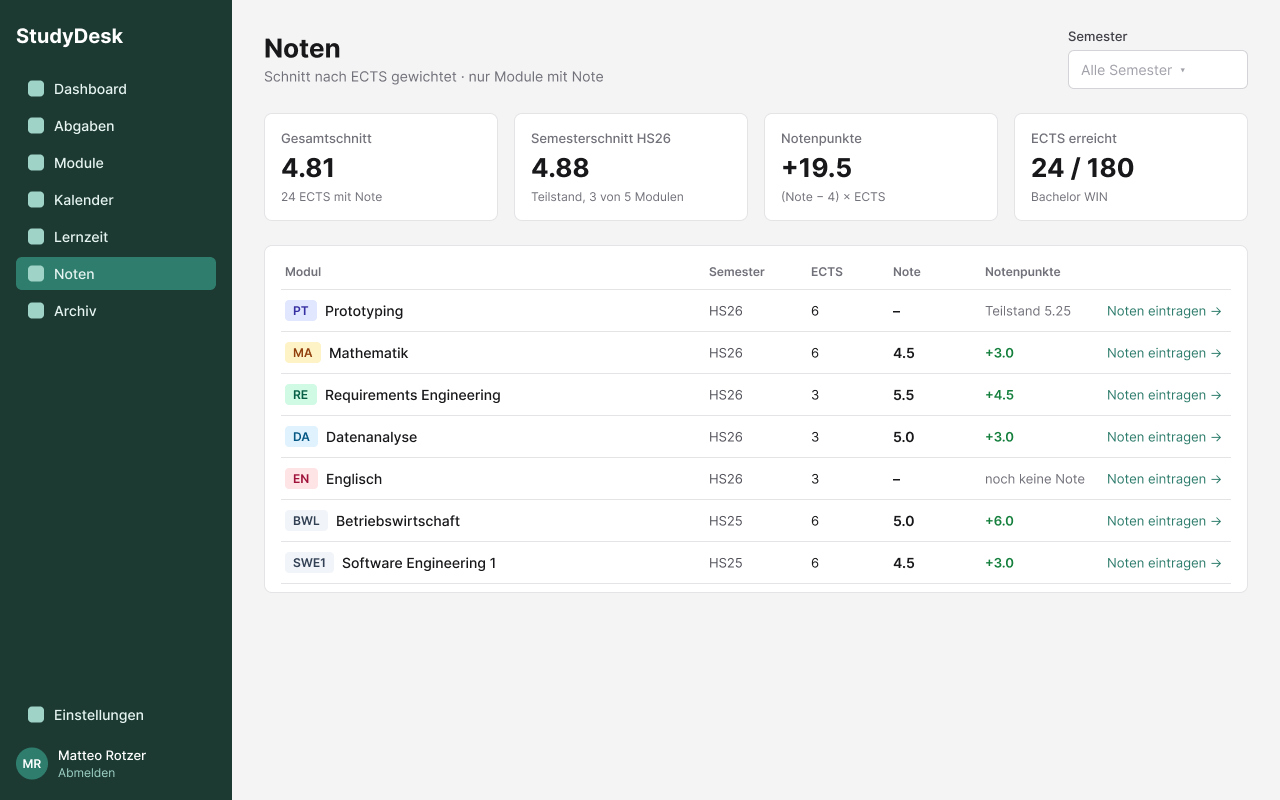 StudyDesk
Dashboard
Abgaben
Module
Kalender
Lernzeit
Noten
Archiv
Einstellungen
MR
Matteo Rotzer
Abmelden
Noten
Schnitt nach ECTS gewichtet · nur Module mit Note
Semester
Alle Semester ▾
Gesamtschnitt
4.81
24 ECTS mit Note
Semesterschnitt HS26
4.88
Teilstand, 3 von 5 Modulen
Notenpunkte
+19.5
(Note − 4) × ECTS
ECTS erreicht
24 / 180
Bachelor WIN
Modul Semester ECTS Note Notenpunkte
PT Prototyping HS26 6 – Teilstand 5.25 Noten eintragen →
MA Mathematik HS26 6 4.5 +3.0 Noten eintragen →
RE Requirements Engineering HS26 3 5.5 +4.5 Noten eintragen →
DA Datenanalyse HS26 3 5.0 +3.0 Noten eintragen →
EN Englisch HS26 3 – noch keine Note Noten eintragen →
BWL Betriebswirtschaft HS25 6 5.0 +6.0 Noten eintragen →
SWE1 Software Engineering 1 HS25 6 4.5 +3.0 Noten eintragen →